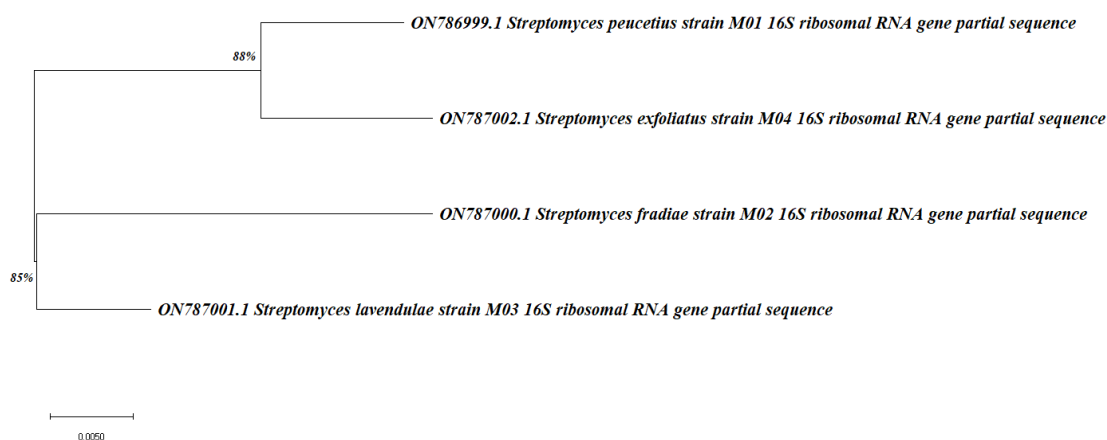 ON786999.1 Streptomyces peucetius strain M01 16S ribosomal RNA gene partial sequence
88%
ON787002.1 Streptomyces exfoliatus strain M04 16S ribosomal RNA gene partial sequence
ON787000.1 Streptomyces fradiae strain M02 16S ribosomal RNA gene partial sequence
85%
ON787001.1 Streptomyces lavendulae strain M03 16S ribosomal RNA gene partial sequence
0.0050